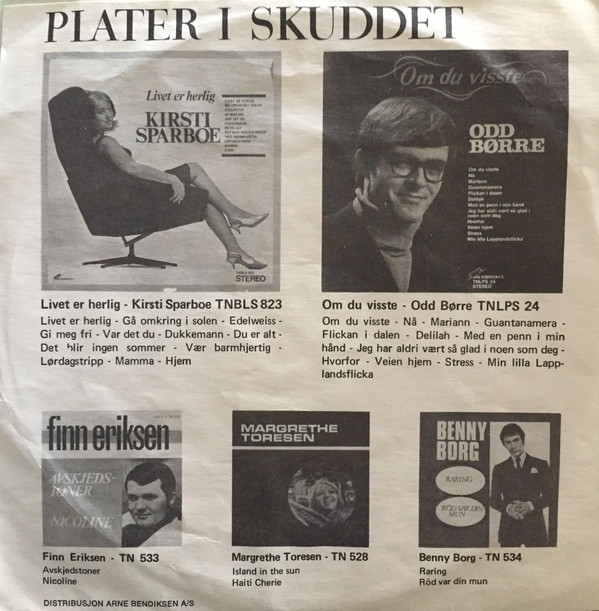 PLATER I SKUDDET
Livet er herlig
KIRSTI
SPARBOE
STEREO
Om du visste
ODD
BØRRE
Om du visste
Nå
Mariann
Guantanamera
Flickan i dalen
Delilah
Med en penn i min hånd
Jeg har aldri vært så glad i
noen som deg
Hvorfor
Veien hjem
Stress
Min lilla Lapplandsflicka
TNLPS 24
STEREO
Livet er herlig - Kirsti Sparboe TNBLS 823
Livet er herlig - Gå omkring i solen - Edelweiss -
Gi meg fri - Var det du - Dukkemann - Du er alt -
Det blir ingen sommer - Vær barmhjertig -
Lørdagstripp - Mamma - Hjem
Om du visste - Odd Børre TNLPS 24
Om du visste - Nå - Mariann - Guantanamera -
Flickan i dalen - Delilah - Med en penn i min
hånd - Jeg har aldri vært så glad i noen som deg -
Hvorfor - Veien hjem - Stress - Min lilla Lapp-
landsflicka
finn eriksen
AVSKJEDS-
TONER
NICOLINE
MARGRETHE
TORESEN
BENNY
BORG
RARING
RÖD VAR DIN
MUN
Finn Eriksen - TN 533
Avskjedstoner
Nicoline
Margrethe Toresen - TN 528
Island in the sun
Haiti Cherie
Benny Borg - TN 534
Raring
Röd var din mun
DISTRIBUSJON ARNE BENDIKSEN A/S